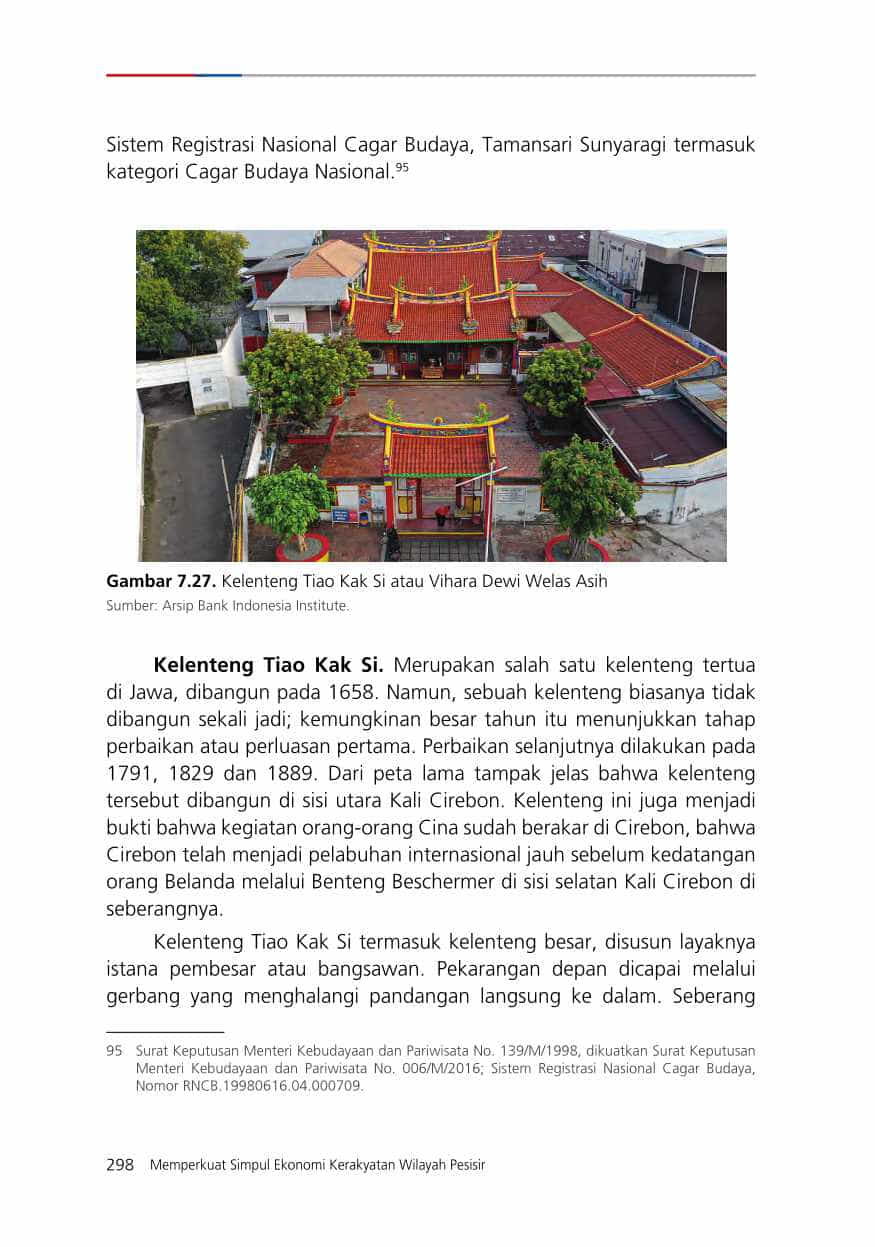 Sistem Registrasi Nasional Cagar Budaya, Tamansari Sunyaragi termasuk
kategori Cagar Budaya Nasional.95
Gambar 7.27. Kelenteng Tiao Kak Si atau Vihara Dewi Welas Asih
Sumber: Arsip Bank Indonesia Institute.
Kelenteng Tiao Kak Si. Merupakan salah satu kelenteng tertua
di Jawa, dibangun pada 1658. Namun, sebuah kelenteng biasanya tidak
dibangun sekali jadi; kemungkinan besar tahun itu menunjukkan tahap
perbaikan atau perluasan pertama. Perbaikan selanjutnya dilakukan pada
1791, 1829 dan 1889. Dari peta lama tampak jelas bahwa kelenteng
tersebut dibangun di sisi utara Kali Cirebon. Kelenteng ini juga menjadi
bukti bahwa kegiatan orang-orang Cina sudah berakar di Cirebon, bahwa
Cirebon telah menjadi pelabuhan internasional jauh sebelum kedatangan
orang Belanda melalui Benteng Beschermer di sisi selatan Kali Cirebon di
seberangnya.
Kelenteng Tiao Kak Si termasuk kelenteng besar, disusun layaknya
istana pembesar atau bangsawan. Pekarangan depan dicapai melalui
gerbang yang menghalangi pandangan langsung ke dalam. Seberang
95 Surat Keputusan Menteri Kebudayaan dan Pariwisata No. 139/M/1998, dikuatkan Surat Keputusan
Menteri Kebudayaan dan Pariwisata No. 006/M/2016; Sistem Registrasi Nasional Cagar Budaya,
Nomor RNCB.19980616.04.000709.
298 Memperkuat Simpul Ekonomi Kerakyatan Wilayah Pesisir